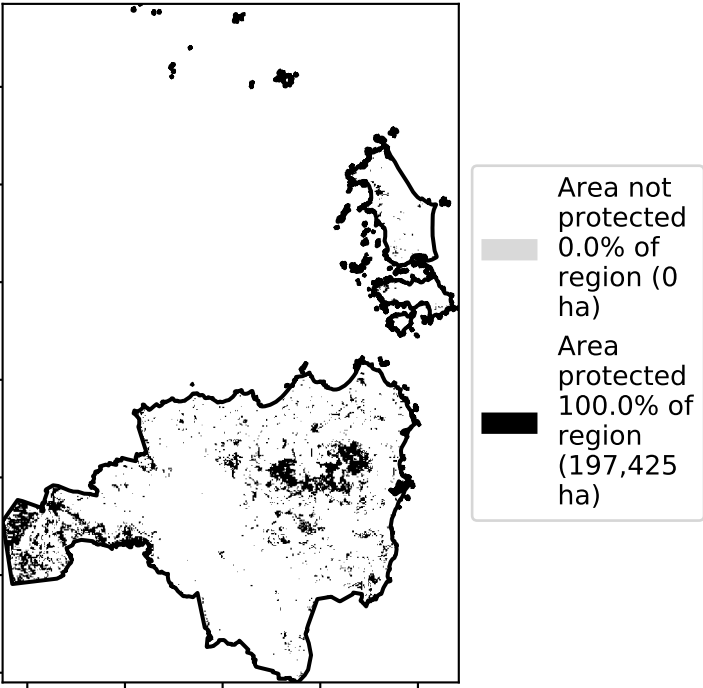 Area not
protected
0.0% of
region (0
ha)
Area
protected
100.0% of
region
(197,425
ha)